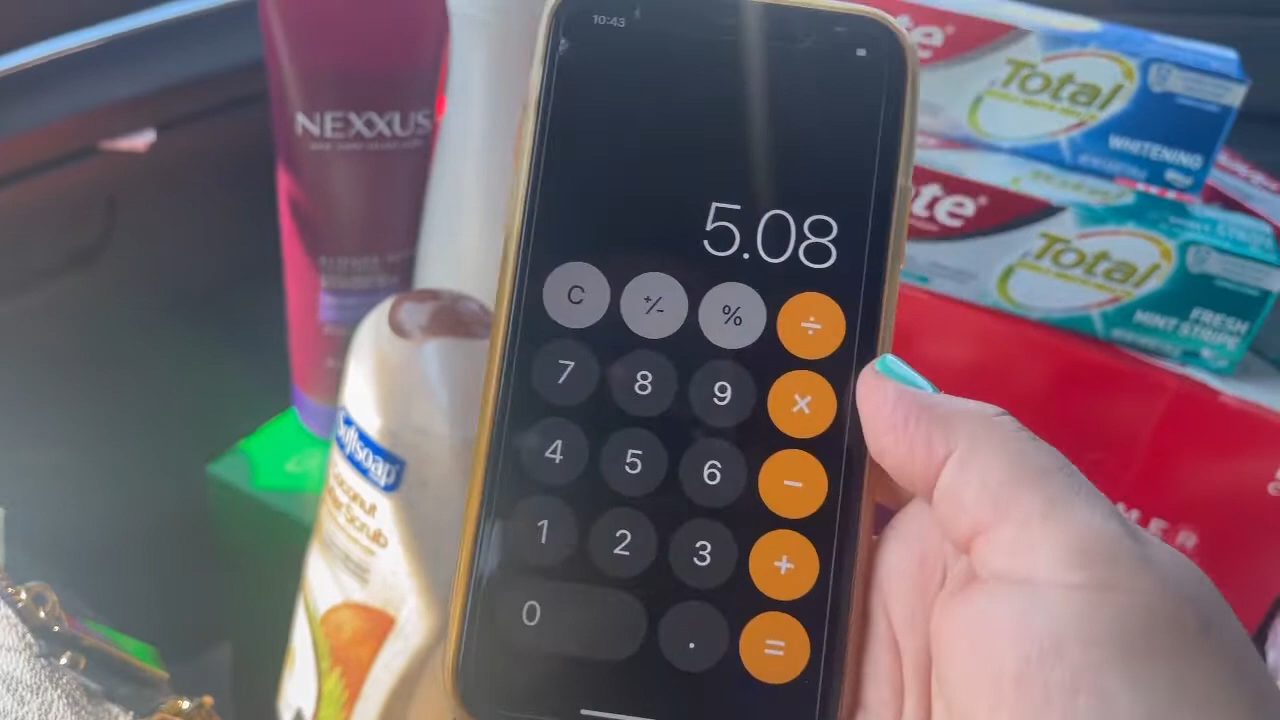 10:43
5.08
C +/- % ÷
7 8 9 ×
4 5 6 −
1 2 3 +
0 . =
NEXXUS
Softsoap
Coconut
Scrub
Total
WHITENING
Total
FRESH
MINT STRIPE